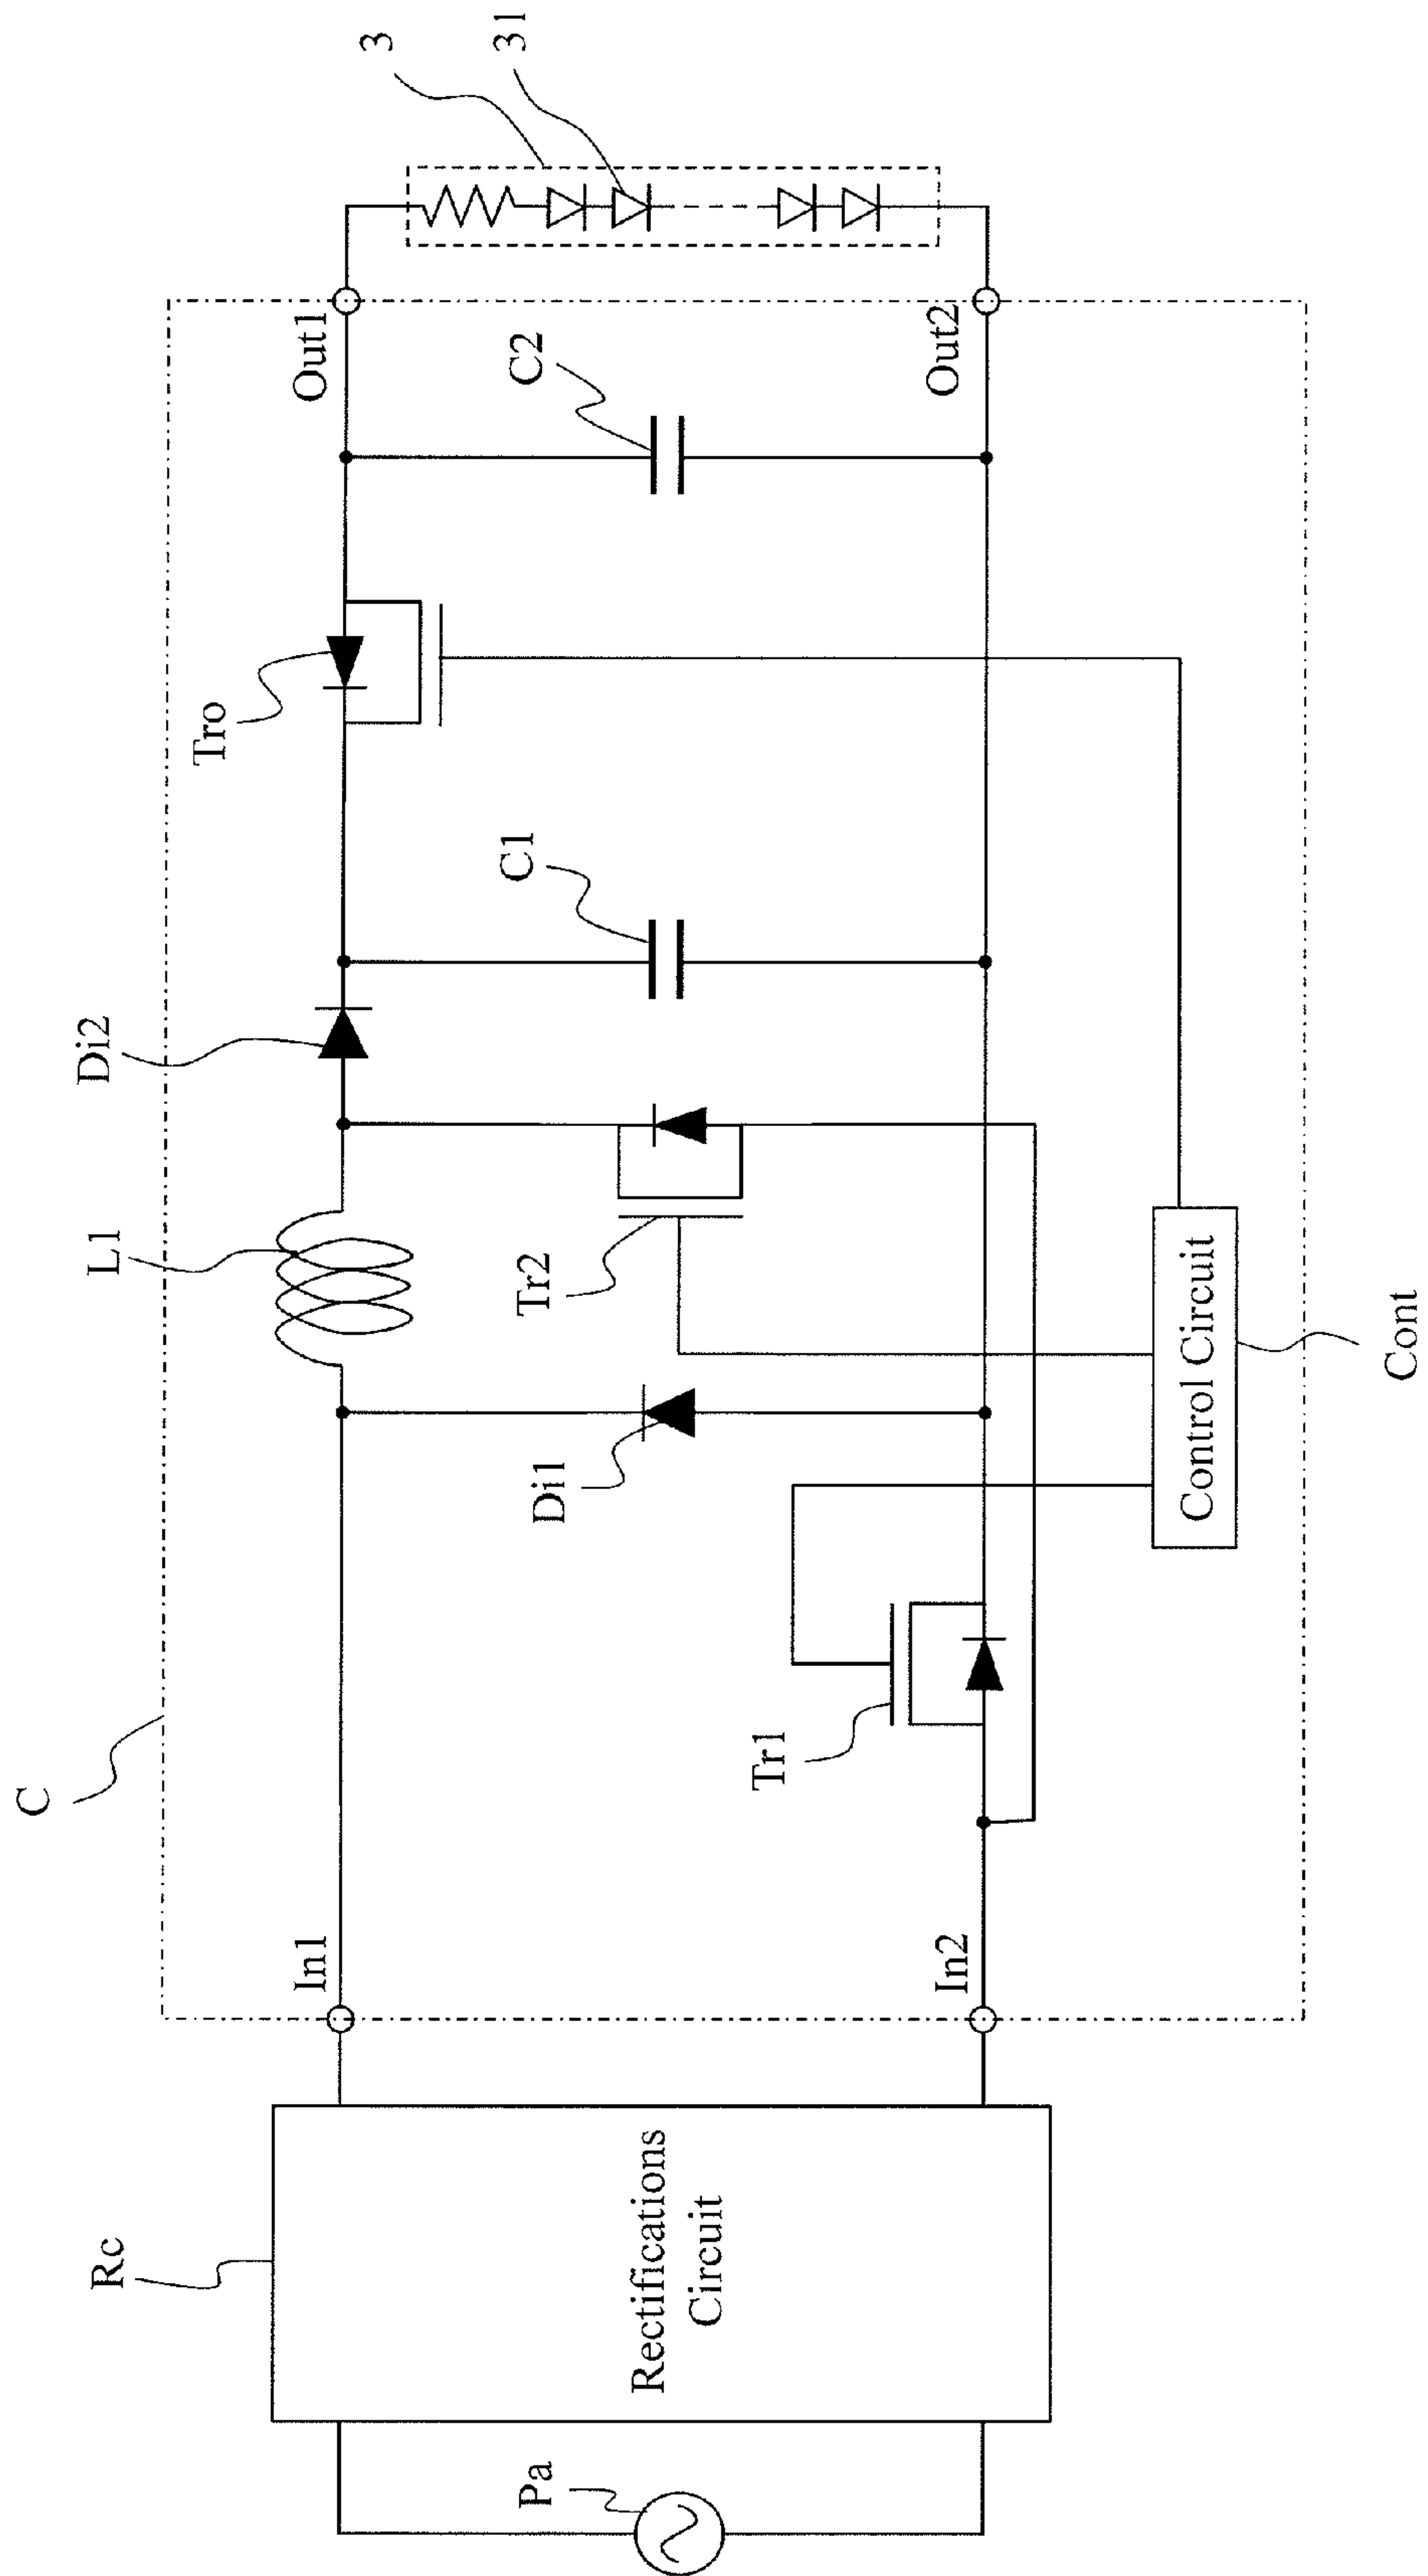 C
Rc
Pa
Rectifications
Circuit
In1
In2
Tr1
Di1
L1
Tr2
Di2
C1
Tro
C2
Out1
Out2
3
31
Control Circuit
Cont